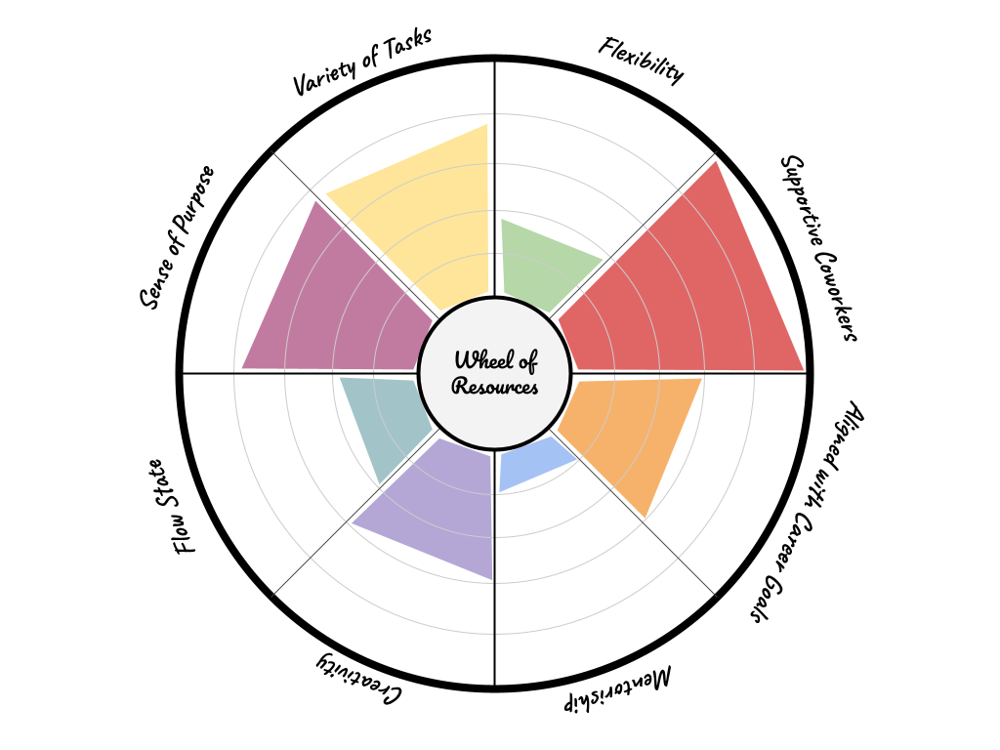 Variety of Tasks
Flexibility
Supportive Coworkers
Sense of Purpose
Wheel of
Resources
Aligned with Career Goals
Flow State
Creativity
Mentoriship